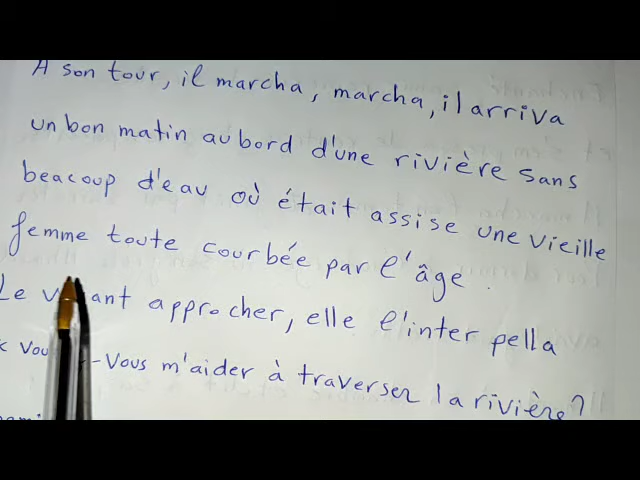 A son tour, il marcha, marcha, il arriva
un bon matin au bord d'une rivière sans
beacoup d'eau où était assise une vieille
femme toute courbée par l'âge.
Le approcher, elle l'inter pella
-Vous m'aider à traverser la rivière?